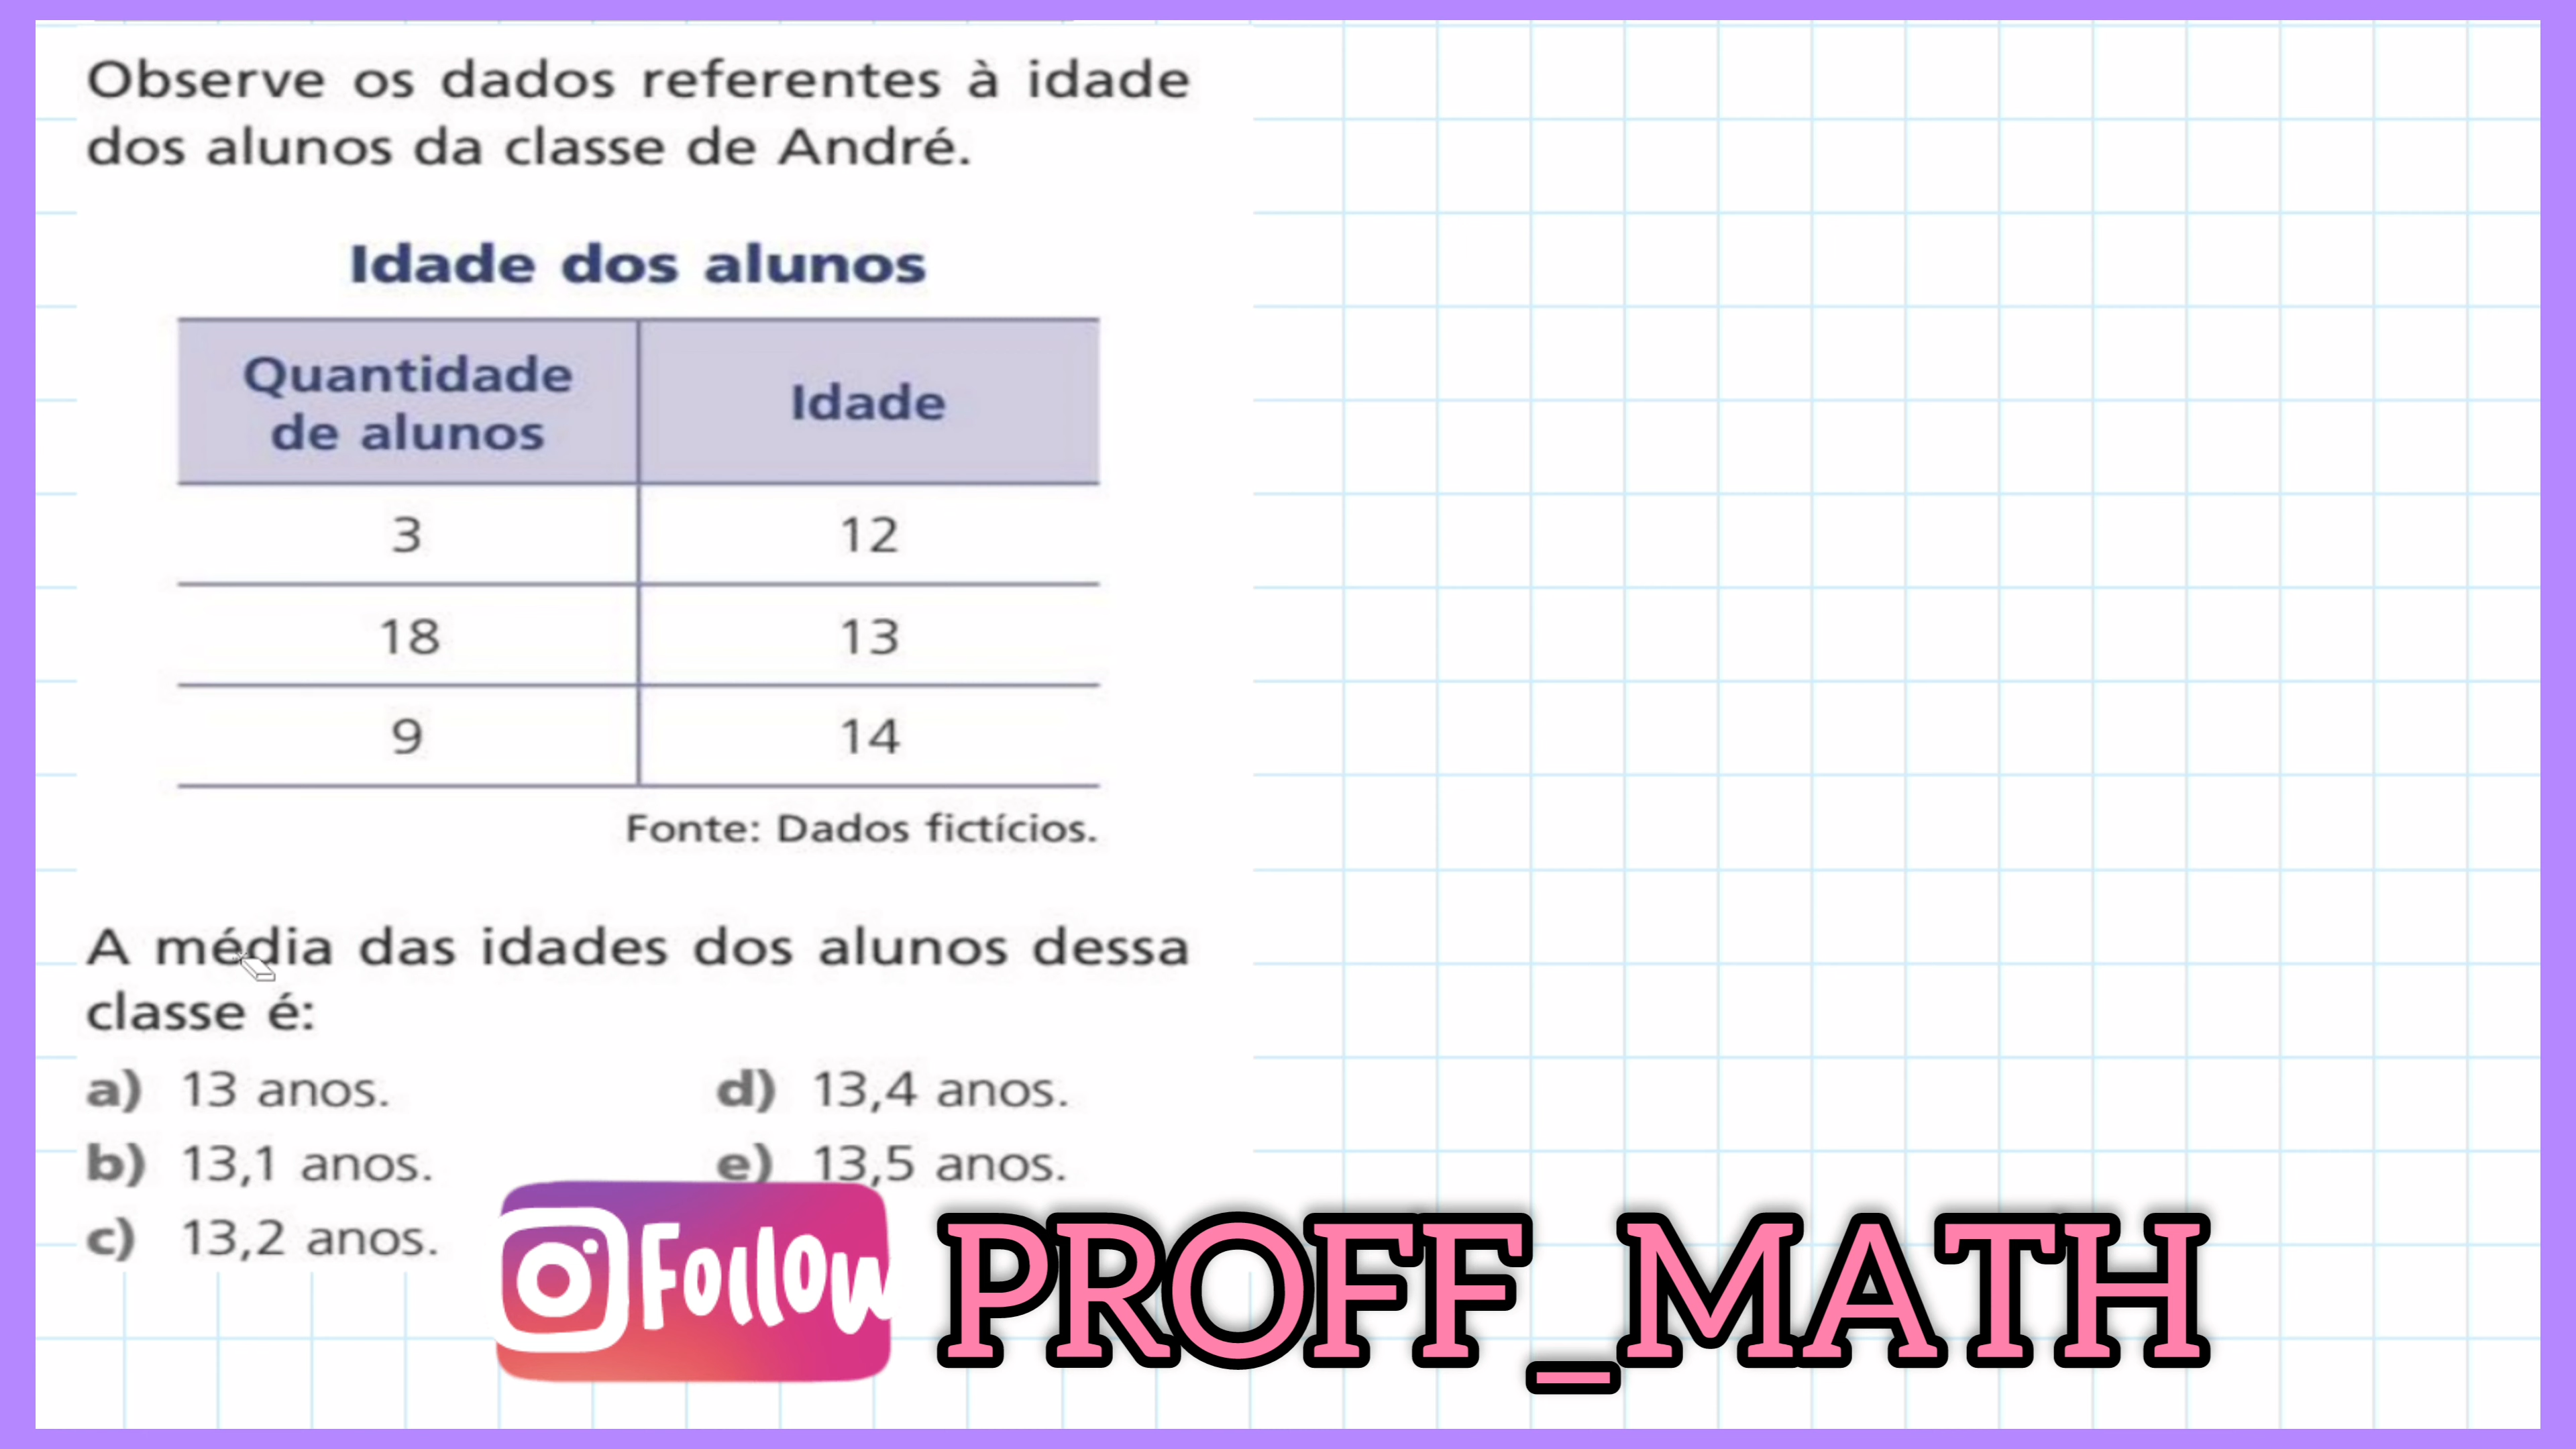 Observe os dados referentes à idade
dos alunos da classe de André.
Idade dos alunos
Quantidade
de alunos
Idade
3
12
18
13
9
14
Fonte: Dados fictícios.
A média das idades dos alunos dessa
classe é:
a) 13 anos.
b) 13,1 anos.
c) 13,2 anos.
d) 13,4 anos.
e) 13,5 anos.
Follow
PROFF_MATH